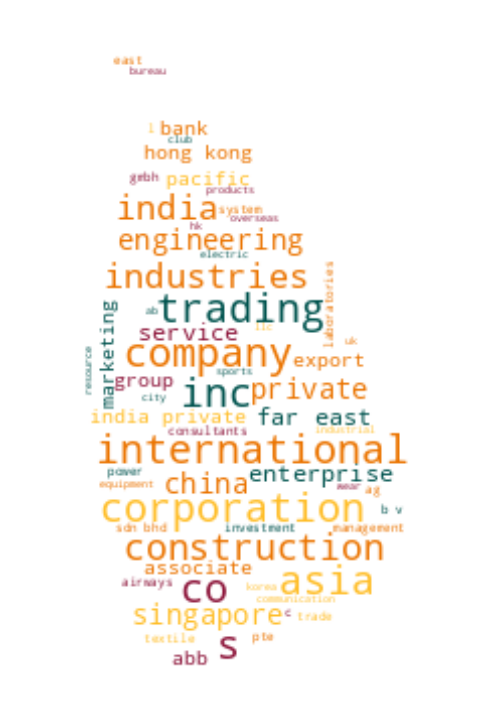 east
bureau
l bank
club
hong kong
gmbh pacific
products
india system
overseas
hk
engineering
electric
industries
laboratories
ab trading
marketing
service llc
uk
company export
resource
sports
group inc private
city
india private far east
consultants industrial
international
power enterprise
equipment china wear ag
corporation b v
sdn bhd investment management
construction
associate
airways co korea asia
communication
singapore c trade
textile s pte
abb